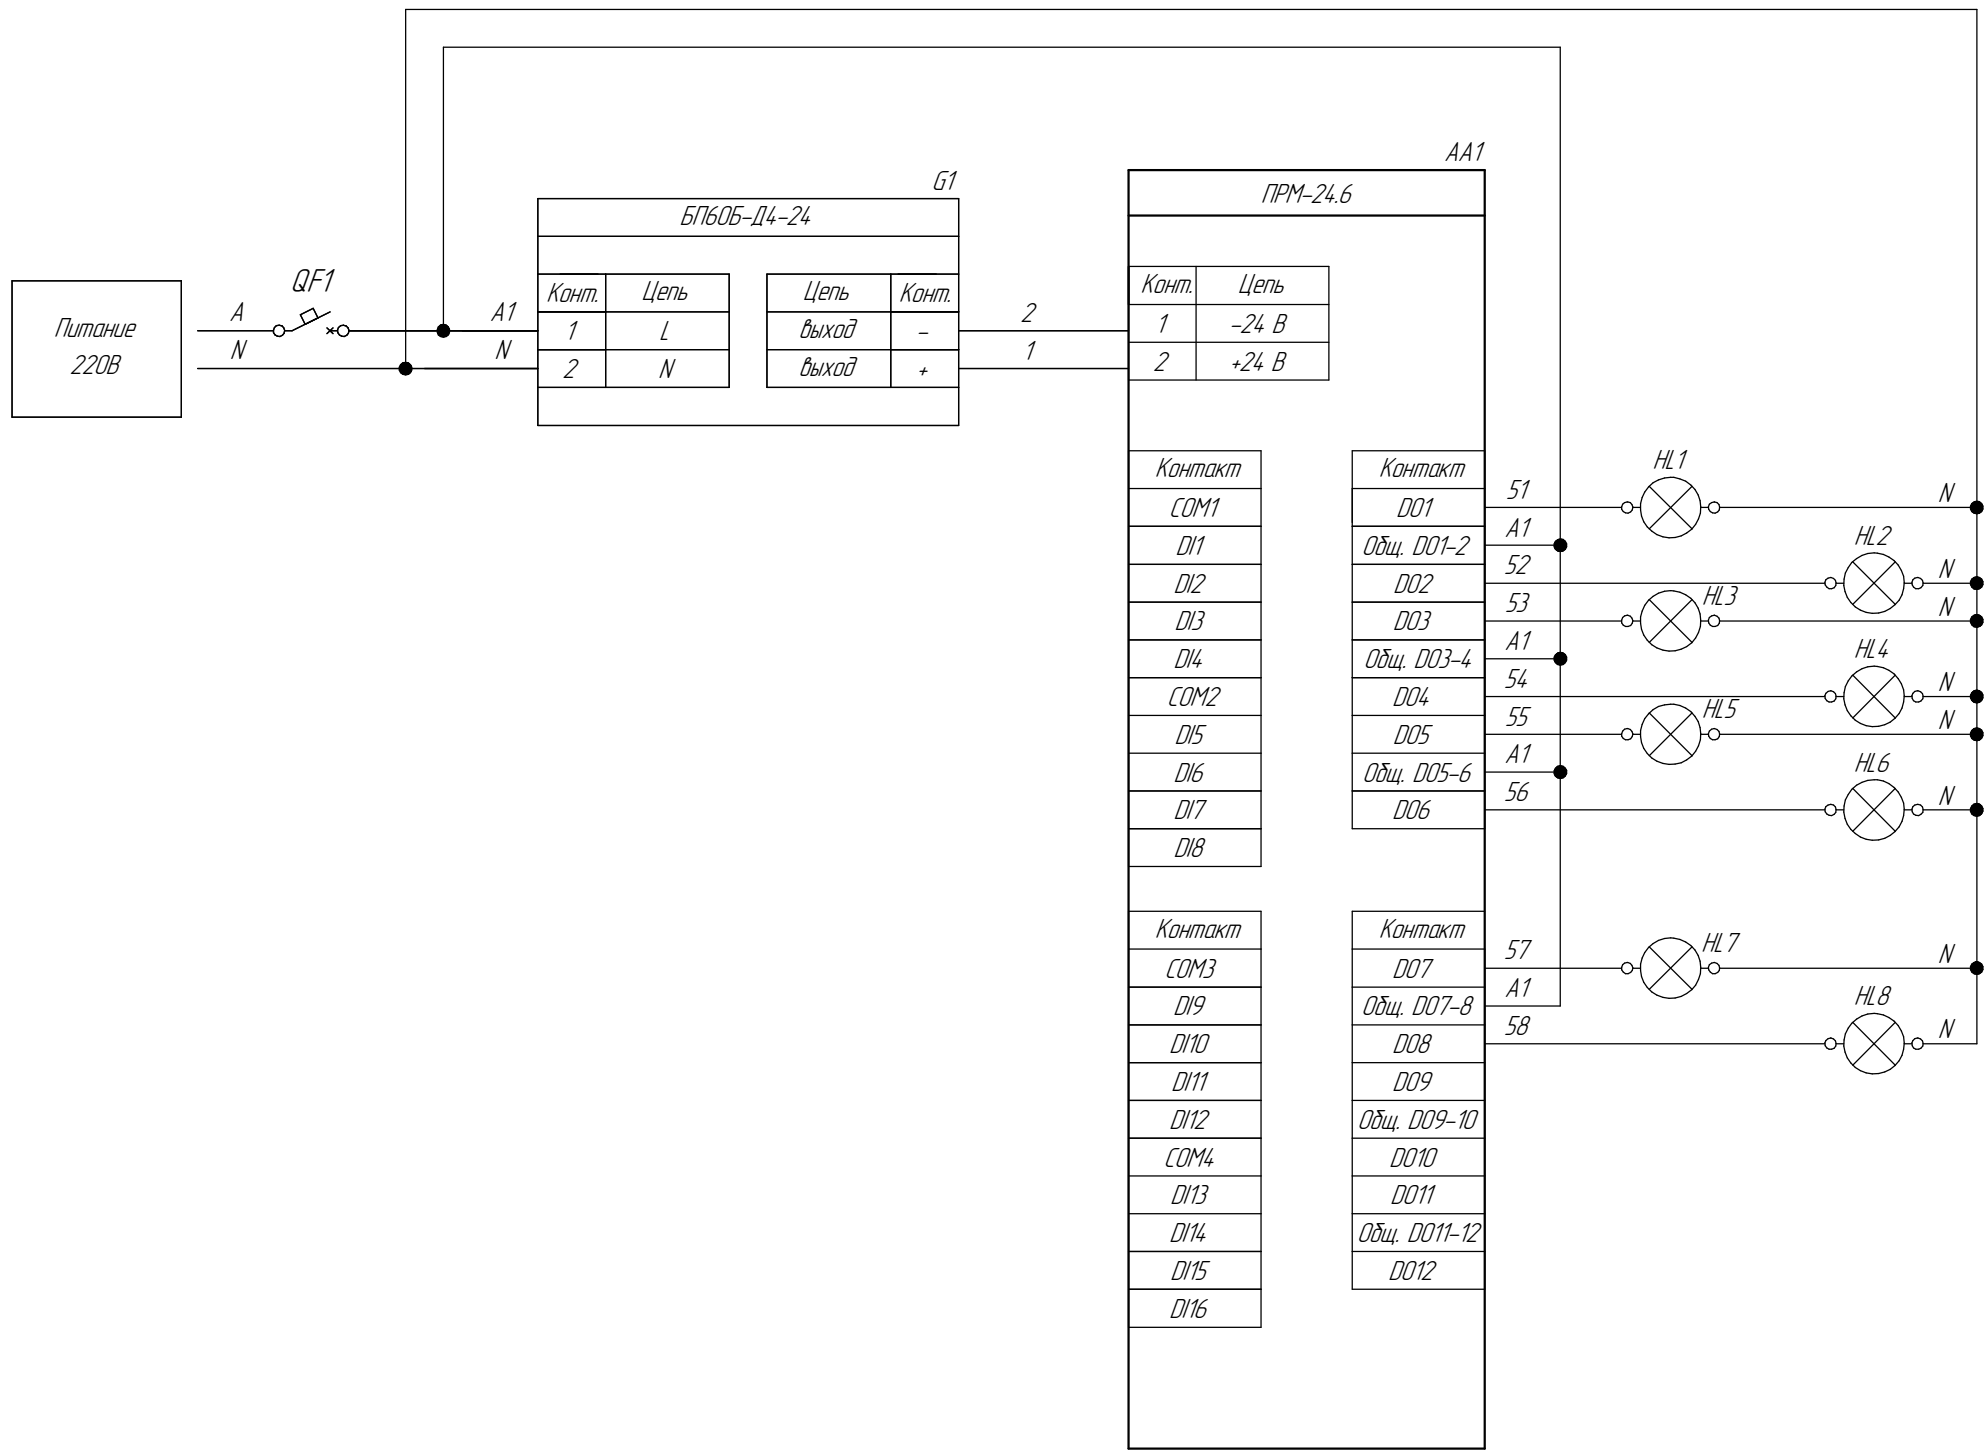 AA1
G1
ПРМ-24.6
БП60Б-Д4-24
QF1
Питание
220В
A
N
A1
N
Конт. Цепь
1 L
2 N
Цепь Конт.
выход -
выход +
2
1
Конт. Цепь
1 -24 В
2 +24 В
Контакт
COM1
DI1
DI2
DI3
DI4
COM2
DI5
DI6
DI7
DI8
Контакт
DO1
Общ. DO1-2
DO2
DO3
Общ. DO3-4
DO4
DO5
Общ. DO5-6
DO6
51
A1
52
53
A1
54
55
A1
56
HL1
N
HL2
N
HL3
N
HL4
N
HL5
N
HL6
N
Контакт
COM3
DI9
DI10
DI11
DI12
COM4
DI13
DI14
DI15
DI16
Контакт
DO7
Общ. DO7-8
DO8
DO9
Общ. DO9-10
DO10
DO11
Общ. DO11-12
DO12
57
A1
58
HL7
N
HL8
N